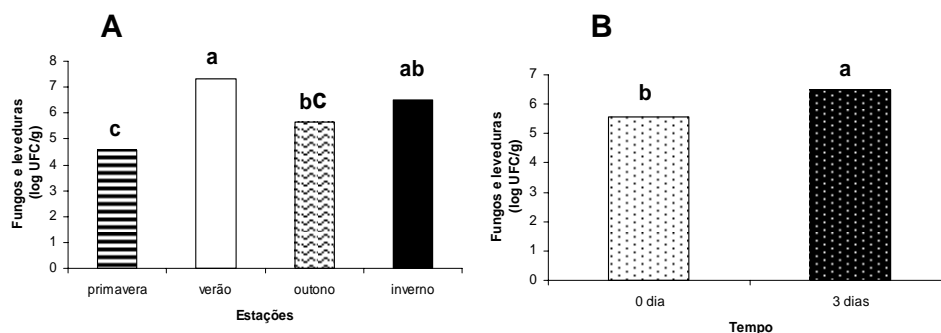 A
Fungos e leveduras
(log UFC/g)
8
7
6
5
4
3
2
1
0
c
a
bc
ab
primavera
verão
outono
inverno
Estações
B
Fungos e leveduras
(log UFC/g)
7
6
5
4
3
2
1
0
b
a
0 dia
3 dias
Tempo